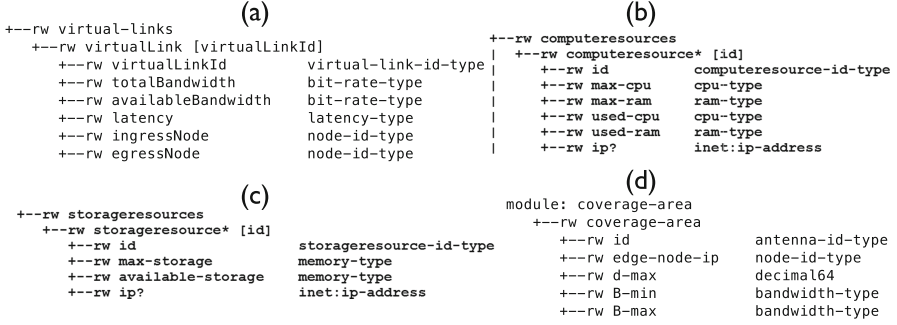 (a)
+--rw virtual-links
+--rw virtualLink [virtualLinkId]
+--rw virtualLinkId virtual-link-id-type
+--rw totalBandwidth bit-rate-type
+--rw availableBandwidth bit-rate-type
+--rw latency latency-type
+--rw ingressNode node-id-type
+--rw egressNode node-id-type
(b)
+--rw computeresources
| +--rw computeresource* [id]
| +--rw id computeresource-id-type
| +--rw max-cpu cpu-type
| +--rw max-ram ram-type
| +--rw used-cpu cpu-type
| +--rw used-ram ram-type
| +--rw ip? inet:ip-address
(c)
+--rw storageresources
+--rw storageresource* [id]
+--rw id storageresource-id-type
+--rw max-storage memory-type
+--rw available-storage memory-type
+--rw ip? inet:ip-address
(d)
module: coverage-area
+--rw coverage-area
+--rw id antenna-id-type
+--rw edge-node-ip node-id-type
+--rw d-max decimal64
+--rw B-min bandwidth-type
+--rw B-max bandwidth-type